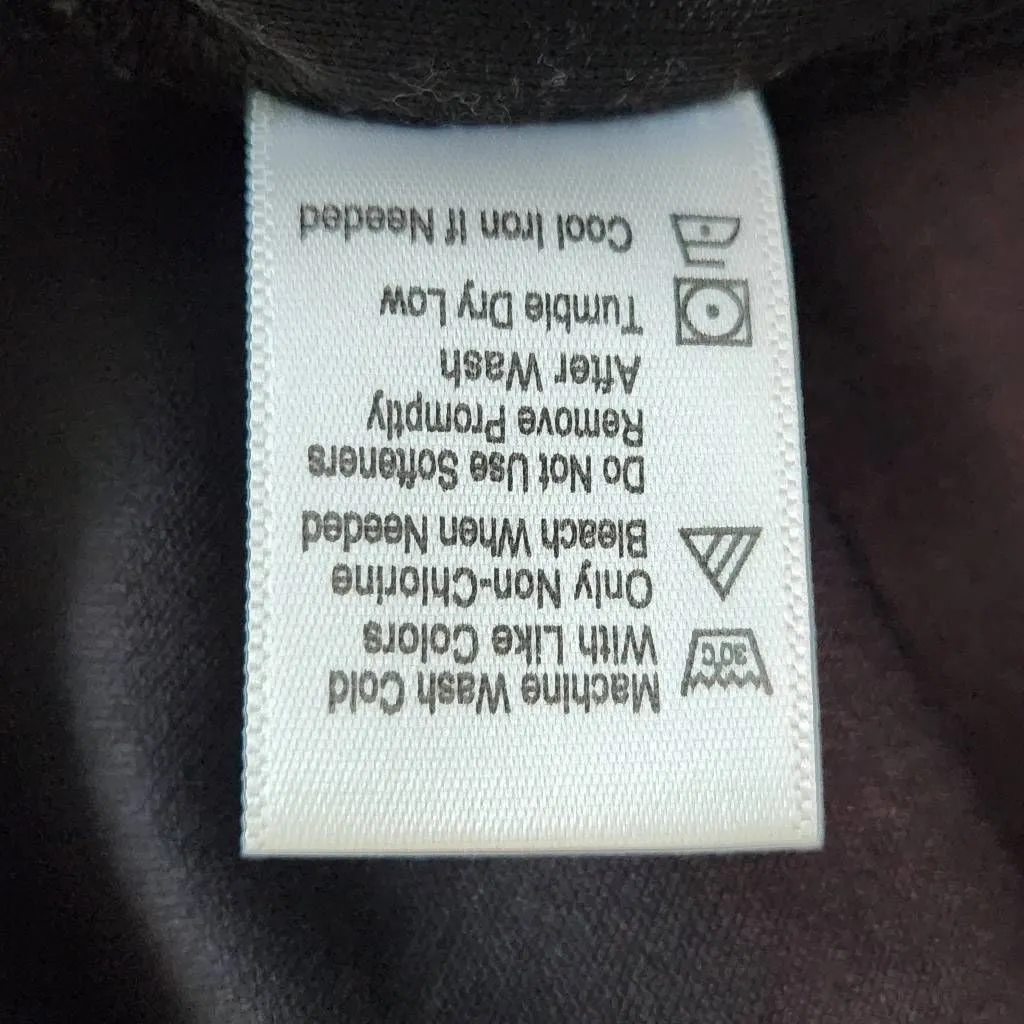 Machine Wash Cold
With Like Colors
30°C
Only Non-Chlorine
Bleach When Needed
Do Not Use Softeners
Remove Promptly
After Wash
Tumble Dry Low
Cool Iron If Needed